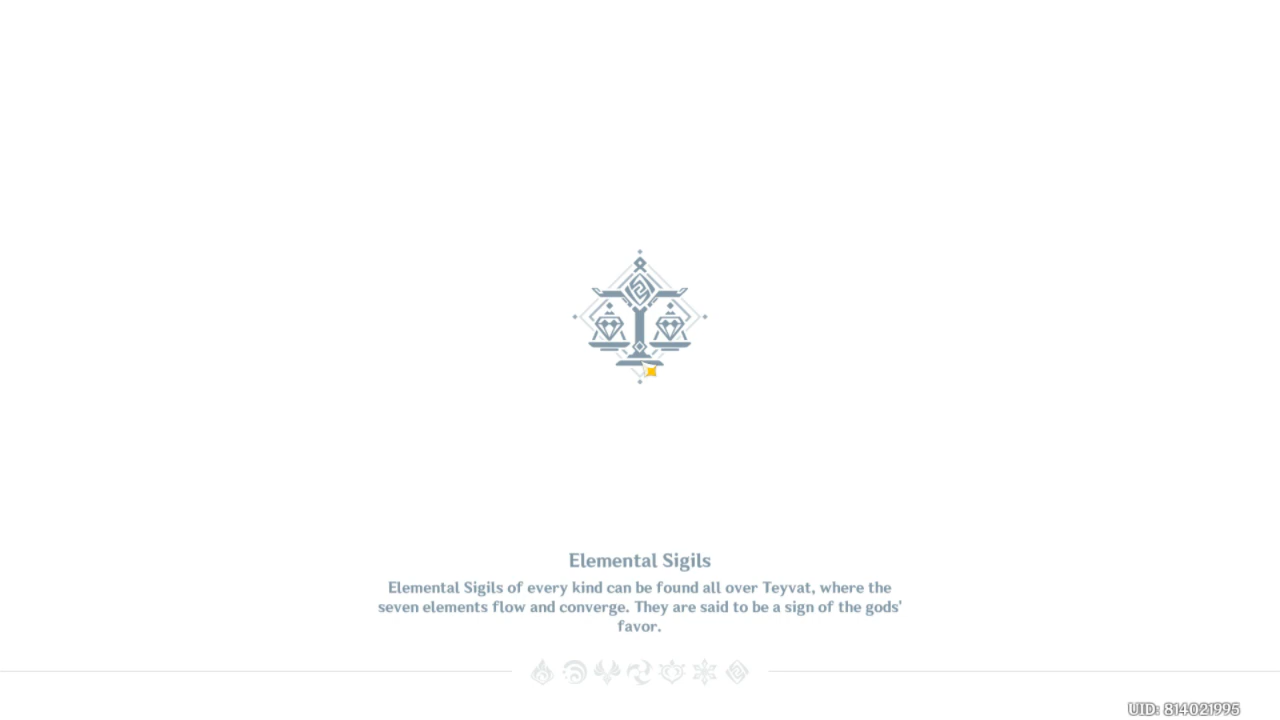 Elemental Sigils
Elemental Sigils of every kind can be found all over Teyvat, where the
seven elements flow and converge. They are said to be a sign of the gods'
favor.
UID: 814021995